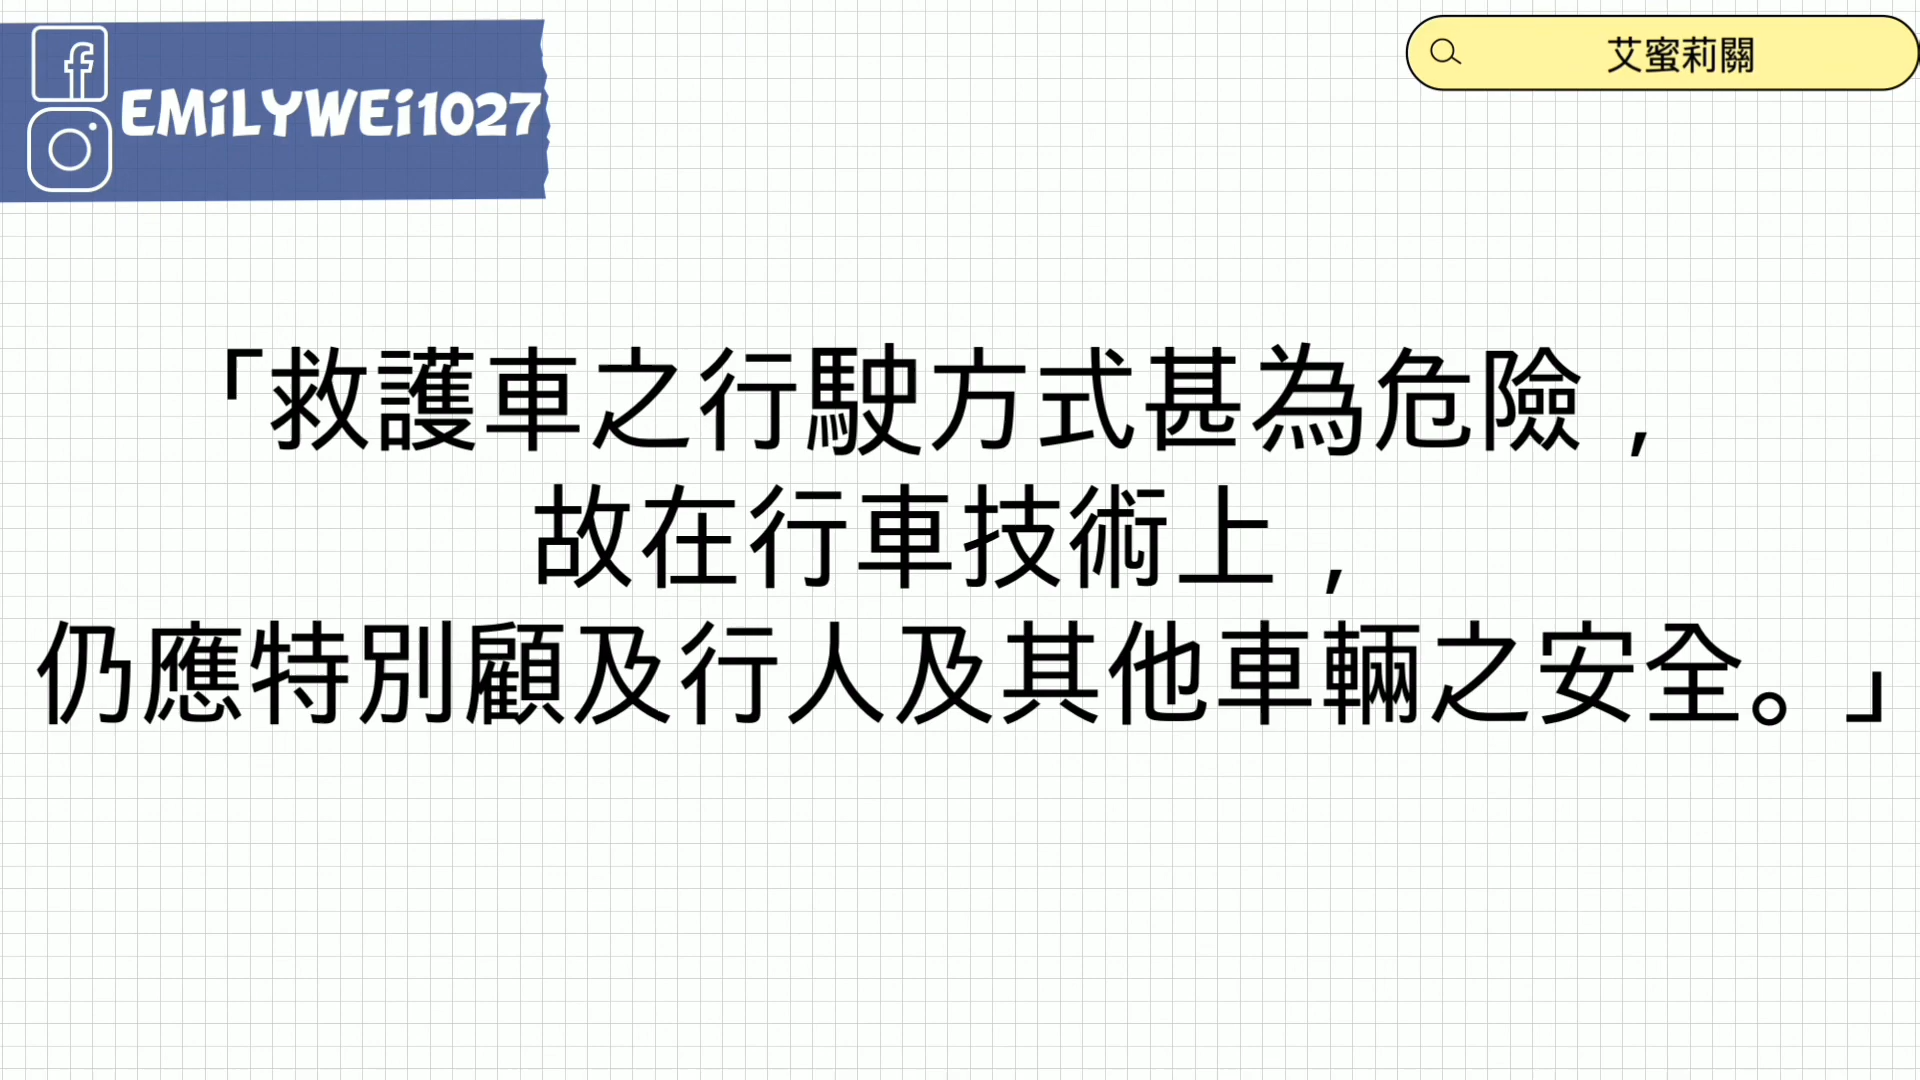 EMiLYWEi1027
艾蜜莉關
「救護車之行駛方式甚為危險，
故在行車技術上，
仍應特別顧及行人及其他車輛之安全。」